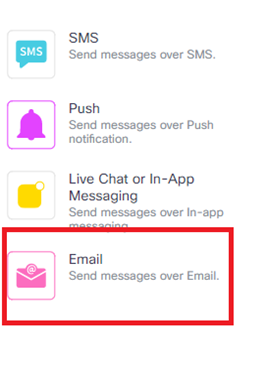 SMS
SMS
Send messages over SMS.
Push
Send messages over Push
notification.
Live Chat or In-App
Messaging
Send messages over In-app
messaging.
@
Email
Send messages over Email.